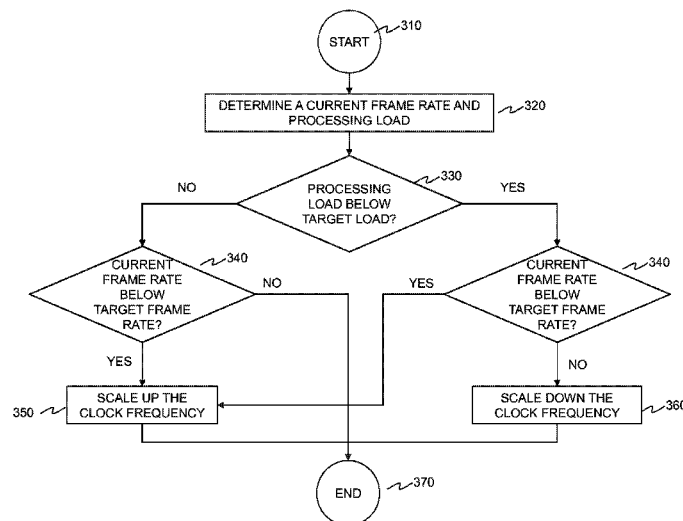 310
START
DETERMINE A CURRENT FRAME RATE AND
PROCESSING LOAD
320
330
NO
PROCESSING
LOAD BELOW
TARGET LOAD?
YES
340
CURRENT
FRAME RATE
BELOW
TARGET FRAME
RATE?
NO
YES
CURRENT
FRAME RATE
BELOW
TARGET FRAME
RATE?
340
YES
NO
350
SCALE UP THE
CLOCK FREQUENCY
SCALE DOWN THE
CLOCK FREQUENCY
360
END
370